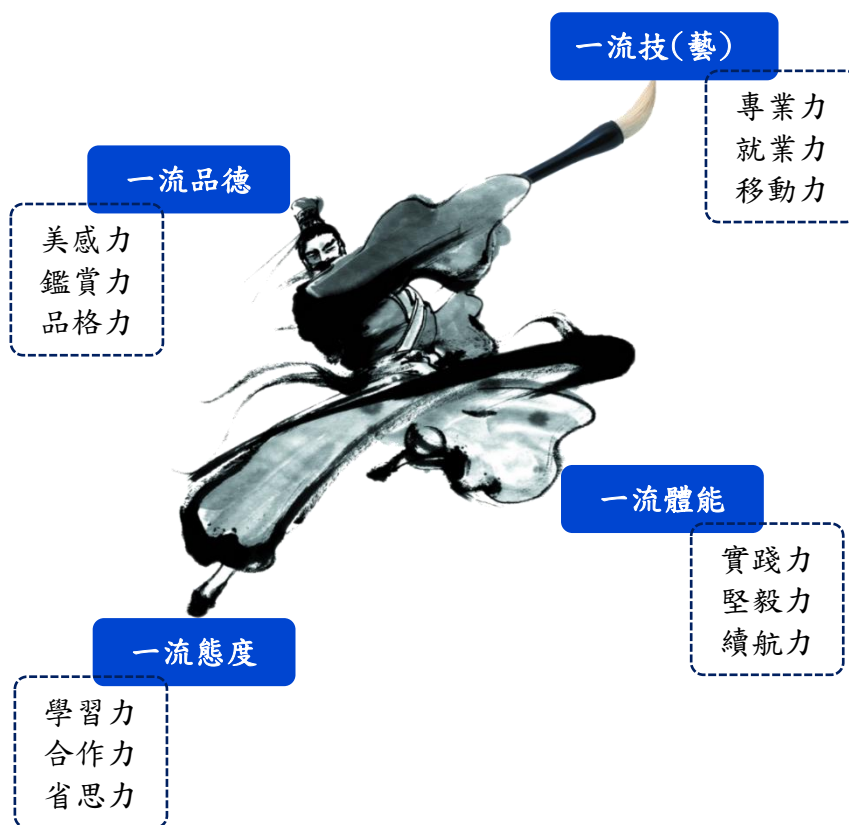 一流技(藝)
專業力
就業力
移動力
一流品德
美感力
鑑賞力
品格力
一流體能
實踐力
堅毅力
續航力
一流態度
學習力
合作力
省思力